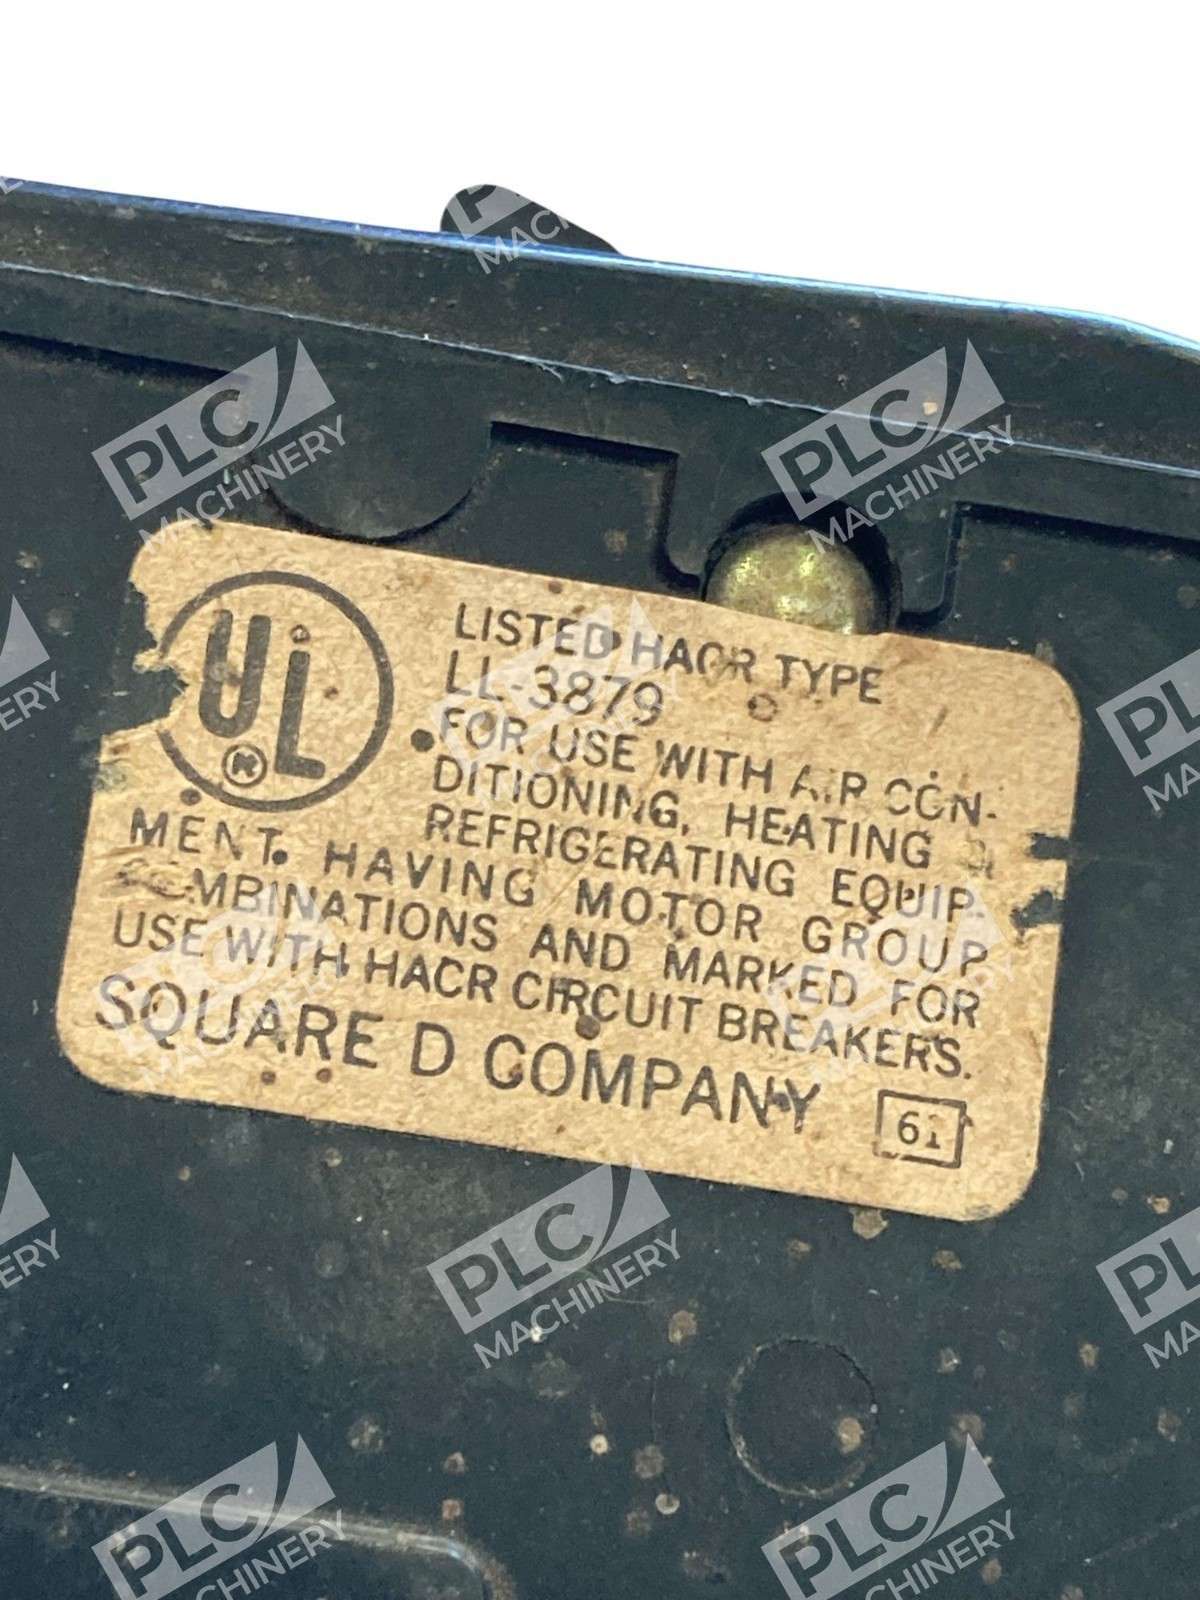 UL
®
LISTED HACR TYPE
LL-3879
FOR USE WITH AIR CON-
DITIONING, HEATING
REFRIGERATING EQUIP-
MENT. HAVING MOTOR GROUP
COMBINATIONS AND MARKED FOR
USE WITH HACR CIRCUIT BREAKERS.
SQUARE D COMPANY
61
PLC MACHINERY